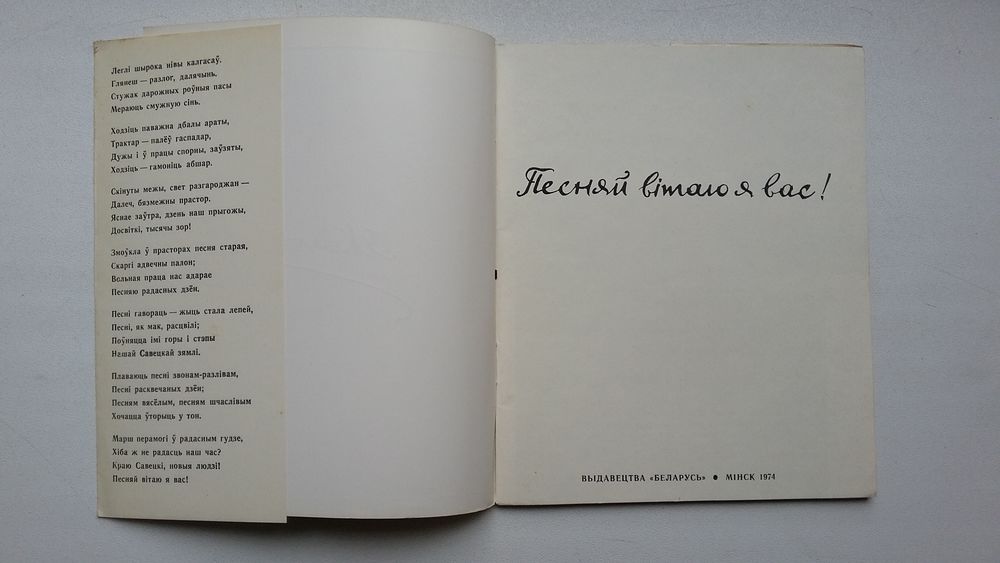 Леглі шырока нівы калгасаў.
Глянеш — разлог, далячынь.
Стужак дарожных роўныя пасы
Мераюць смужную сінь.
Ходзіць паважна дбалы араты,
Трактар — палёў гаспадар,
Дужы і ў працы спорны, заўзяты,
Ходзіць — гамоніць абшар.
Скінуты межы, свет разгароджан —
Далеч, бязмежны прастор.
Яснае заўтра, дзень наш прыгожы,
Досвіткі, тысячы зор!
Змоўкла ў прасторах песня старая,
Скаргі адвечны палон;
Вольная праца нас адарае
Песняю радасных дзён.
Песні гавораць — жыць стала лепей,
Песні, як мак, расцвілі;
Поўняцца імі горы і стэпы
Нашай Савецкай зямлі.
Плаваюць песні звонам-разлівам,
Песні расквечаных дзён;
Песням вясёлым, песням шчаслівым
Хочацца ўторыць у тон.
Марш перамогі ў радасным гудзе,
Хіба ж не радасць наш час?
Краю Савецкі, новыя людзі!
Песняй вітаю я вас!
Песняй вітаю я вас!
ВЫДАВЕЦТВА «БЕЛАРУСЬ» ● МІНСК 1974